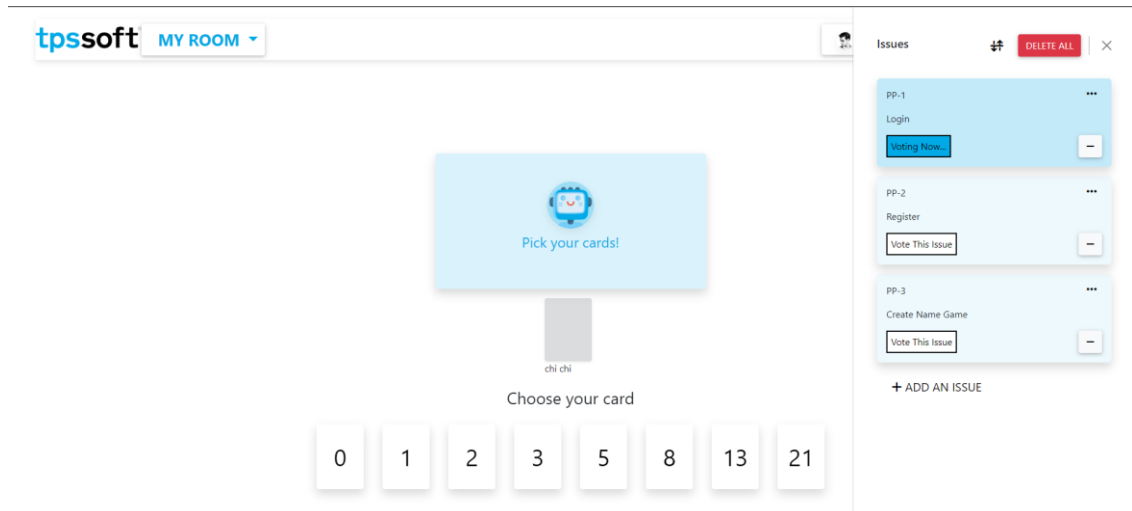 tpssoft
MY ROOM
Pick your cards!
chi chi
Choose your card
0 1 2 3 5 8 13 21
Issues
DELETE ALL
PP-1
Login
Voting Now...
PP-2
Register
Vote This Issue
PP-3
Create Name Game
Vote This Issue
+ ADD AN ISSUE